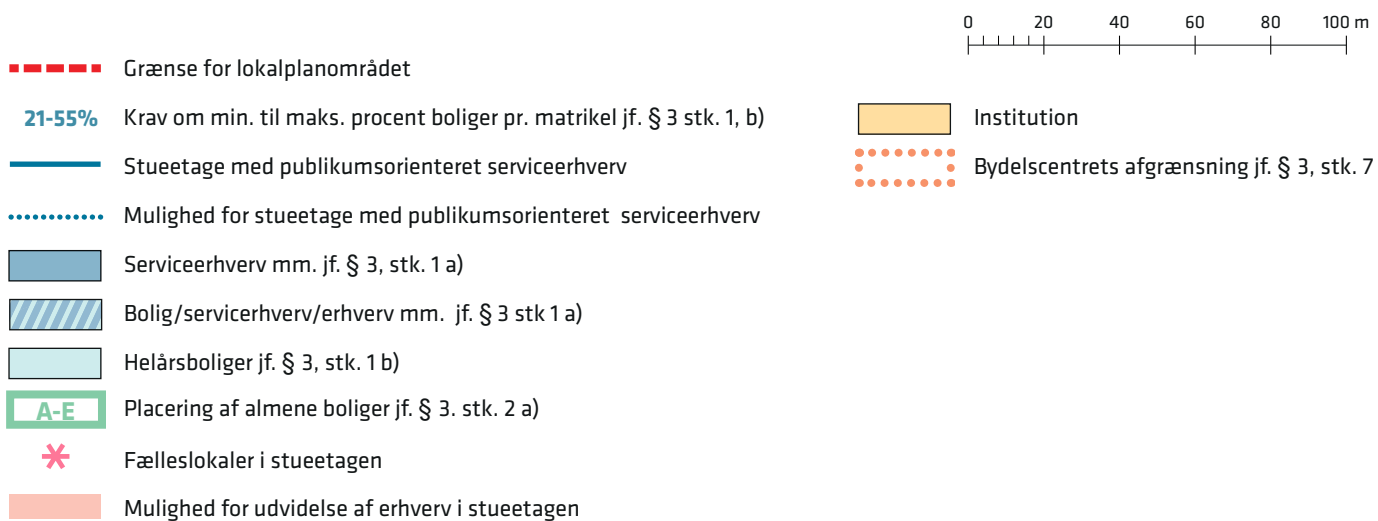 0 20 40 60 80 100 m
Grænse for lokalplanområdet
21-55% Krav om min. til maks. procent boliger pr. matrikel jf. § 3 stk. 1, b)
Stueetage med publikumsorienteret serviceerhverv
Mulighed for stueetage med publikumsorienteret serviceerhverv
Serviceerhverv mm. jf. § 3, stk. 1 a)
Bolig/servicerhverv/erhverv mm. jf. § 3 stk 1 a)
Helårsboliger jf. § 3, stk. 1 b)
A-E Placering af almene boliger jf. § 3. stk. 2 a)
Fælleslokaler i stueetagen
Mulighed for udvidelse af erhverv i stueetagen
Institution
Bydelscentrets afgrænsning jf. § 3, stk. 7